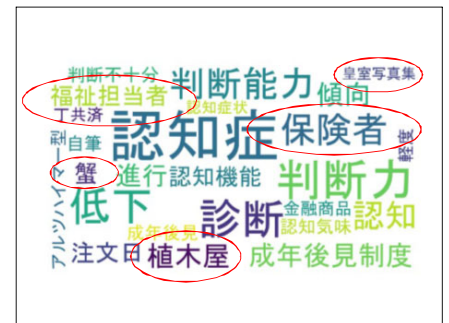 判断不十分
判断能力
皇室写真集
福祉担当者
認知症状
傾向
丁共済
認知症
保険者
自筆
軽度
アルツハイマー型
蟹
進行
認知機能
判断力
低下
診断
金融商品
認知
成年後見
認知気味
注文日
植木屋
成年後見制度